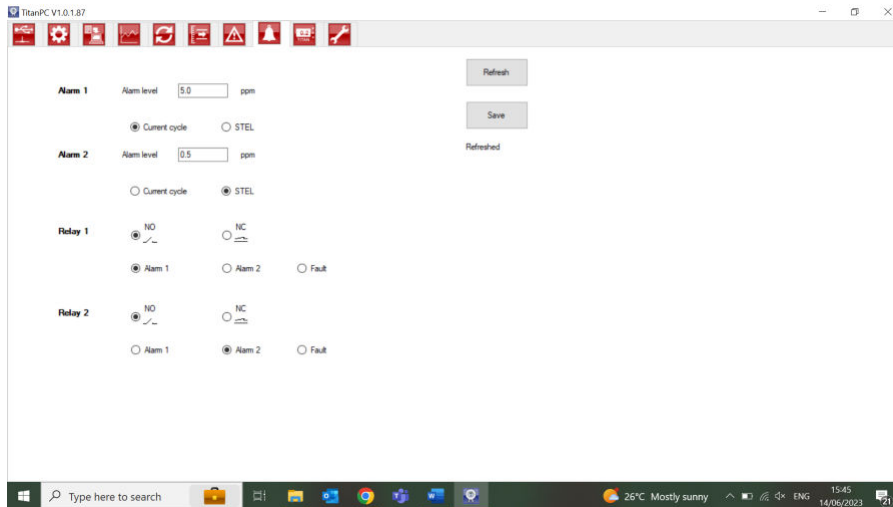 TitanPC V1.0.1.87
Refresh
Alarm 1 Alarm level 5.0 ppm
Save
Current cycle STEL
Refreshed
Alarm 2 Alarm level 0.5 ppm
Current cycle STEL
Relay 1 NO NC
Alarm 1 Alarm 2 Fault
Relay 2 NO NC
Alarm 1 Alarm 2 Fault
Type here to search 26°C Mostly sunny ENG 15:45
14/06/2023 21